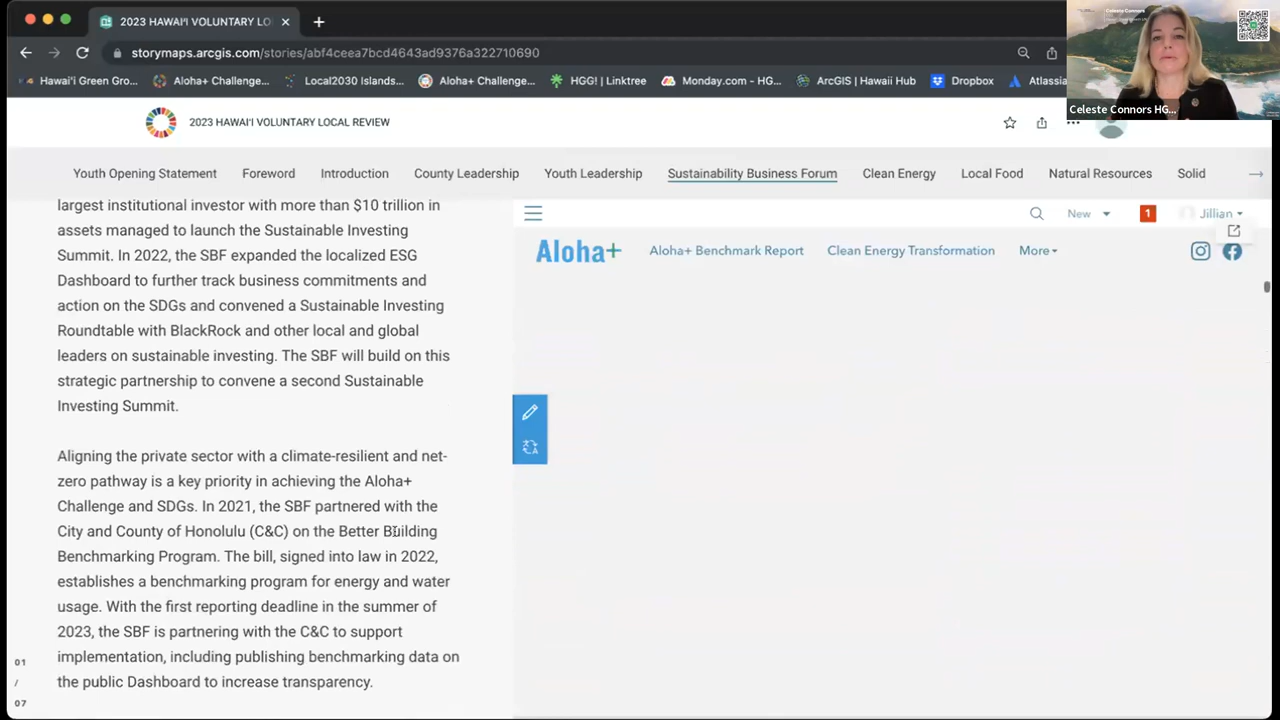 2023 HAWAI'I VOLUNTARY LO
storymaps.arcgis.com/stories/abf4ceea7bcd4643ad9376a322710690
Hawai'i Green Gro...
Aloha+ Challenge...
Local2030 Islands...
Aloha+ Challenge...
HGG! | Linktree
Monday.com - HG...
ArcGIS | Hawaii Hub
Dropbox
Atlassia
Celeste Connors
Celeste Connors HG...
2023 HAWAI'I VOLUNTARY LOCAL REVIEW
Youth Opening Statement
Foreword
Introduction
County Leadership
Youth Leadership
Sustainability Business Forum
Clean Energy
Local Food
Natural Resources
Solid
largest institutional investor with more than $10 trillion in
assets managed to launch the Sustainable Investing
Summit. In 2022, the SBF expanded the localized ESG
Dashboard to further track business commitments and
action on the SDGs and convened a Sustainable Investing
Roundtable with BlackRock and other local and global
leaders on sustainable investing. The SBF will build on this
strategic partnership to convene a second Sustainable
Investing Summit.
Aligning the private sector with a climate-resilient and net-
zero pathway is a key priority in achieving the Aloha+
Challenge and SDGs. In 2021, the SBF partnered with the
City and County of Honolulu (C&C) on the Better Building
Benchmarking Program. The bill, signed into law in 2022,
establishes a benchmarking program for energy and water
usage. With the first reporting deadline in the summer of
2023, the SBF is partnering with the C&C to support
implementation, including publishing benchmarking data on
the public Dashboard to increase transparency.
01
/
07
New
1
Jillian
Aloha+
Aloha+ Benchmark Report
Clean Energy Transformation
More